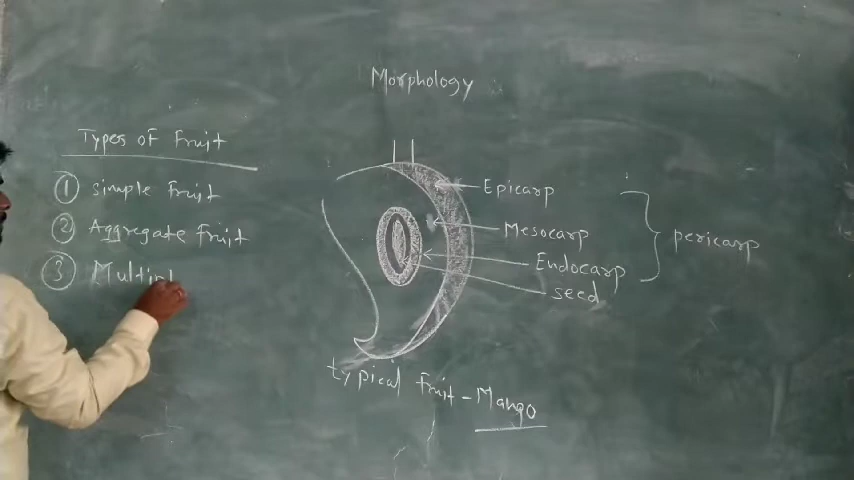 Morphology
Types of Fruit
① simple Fruit
② Aggregate Fruit
③ Multipl
Epicarp
Mesocarp
Endocarp
seed
pericarp
typical Fruit - Mango